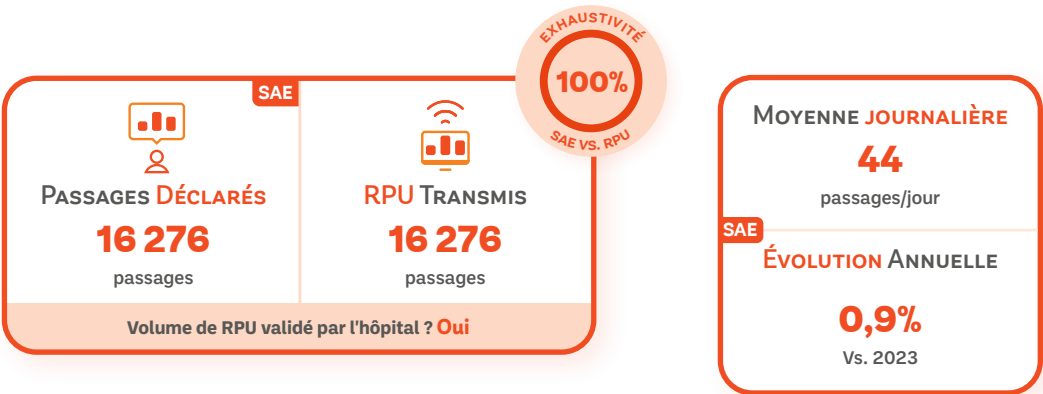 EXHAUSTIVITÉ
100%
SAE VS. RPU
SAE
PASSAGES DÉCLARÉS
16 276
passages
RPU TRANSMIS
16 276
passages
Volume de RPU validé par l'hôpital ? Oui
MOYENNE JOURNALIÈRE
44
passages/jour
SAE
ÉVOLUTION ANNUELLE
0,9%
Vs. 2023